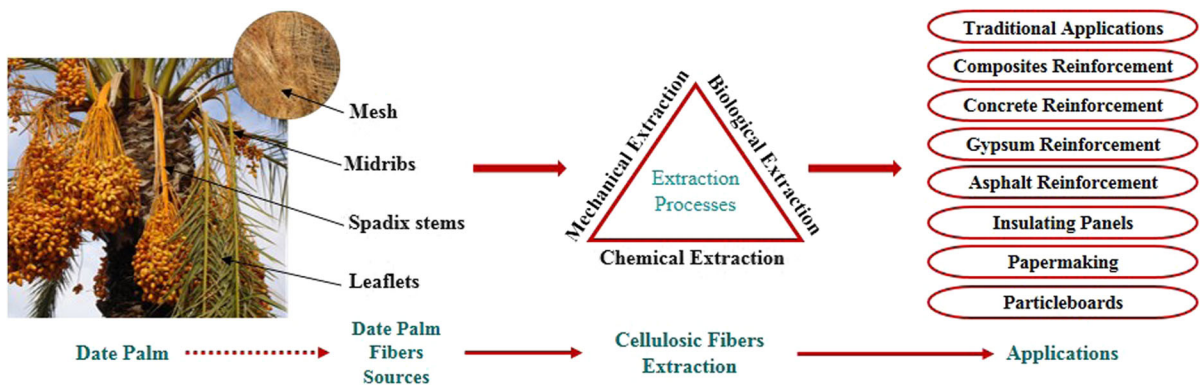 Mesh
Midribs
Spadix stems
Leaflets
Mechanical Extraction
Biological Extraction
Extraction
Processes
Chemical Extraction
Traditional Applications
Composites Reinforcement
Concrete Reinforcement
Gypsum Reinforcement
Asphalt Reinforcement
Insulating Panels
Papermaking
Particleboards
Date Palm
Date Palm
Fibers
Sources
Cellulosic Fibers
Extraction
Applications